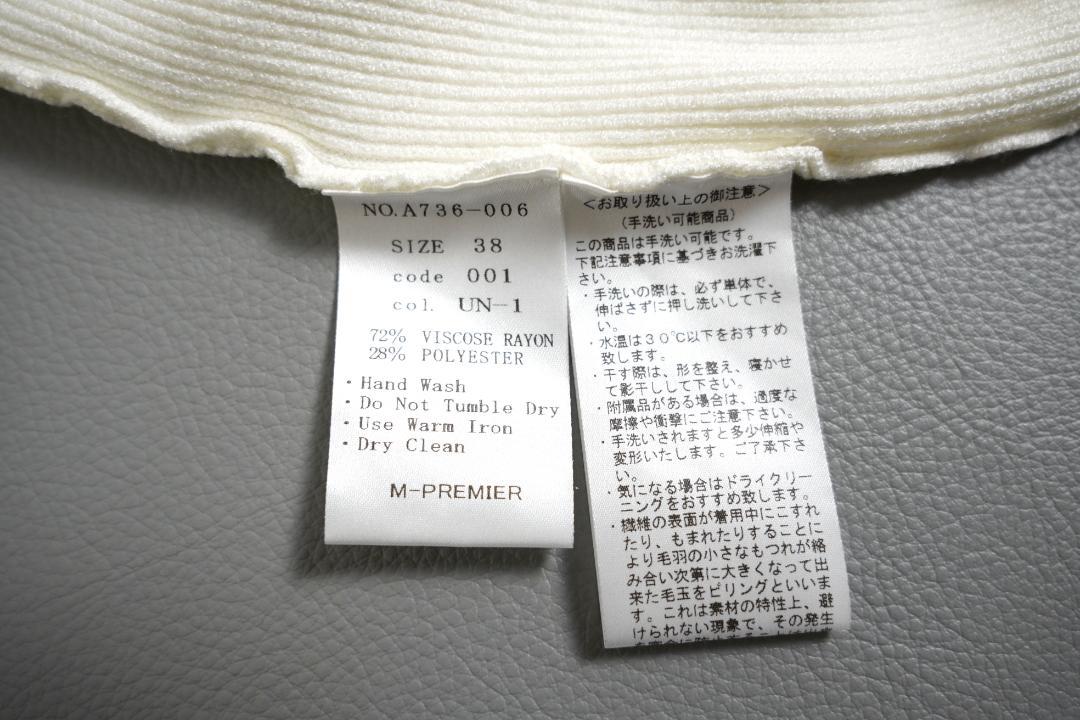 NO.A736-006
SIZE 38
code 001
col. UN-1
72% VISCOSE RAYON
28% POLYESTER
・Hand Wash
・Do Not Tumble Dry
・Use Warm Iron
・Dry Clean
M-PREMIER
＜お取り扱い上の御注意＞
(手洗い可能商品)
この商品は手洗い可能です。
下記注意事項に基づきお洗濯下
さい。
・手洗いの際は、必ず単体で、
伸ばさずに押し洗いして下さ
い。
・水温は30℃以下をおすすめ
致します。
・干す際は、形を整え、寝かせ
て影干しして下さい。
・附属品がある場合は、過度な
摩擦や衝撃にご注意下さい。
・手洗いされますと多少伸縮や
変形いたします。ご了承下さ
い。
・気になる場合はドライクリー
ニングをおすすめ致します。
・繊維の表面が着用中にこすれ
たり、もまれたりすることに
より毛羽の小さなもつれが絡
み合い次第に大きくなって出
来た毛玉をピリングといいま
す。これは素材の特性上、避
けられない現象で、その発生